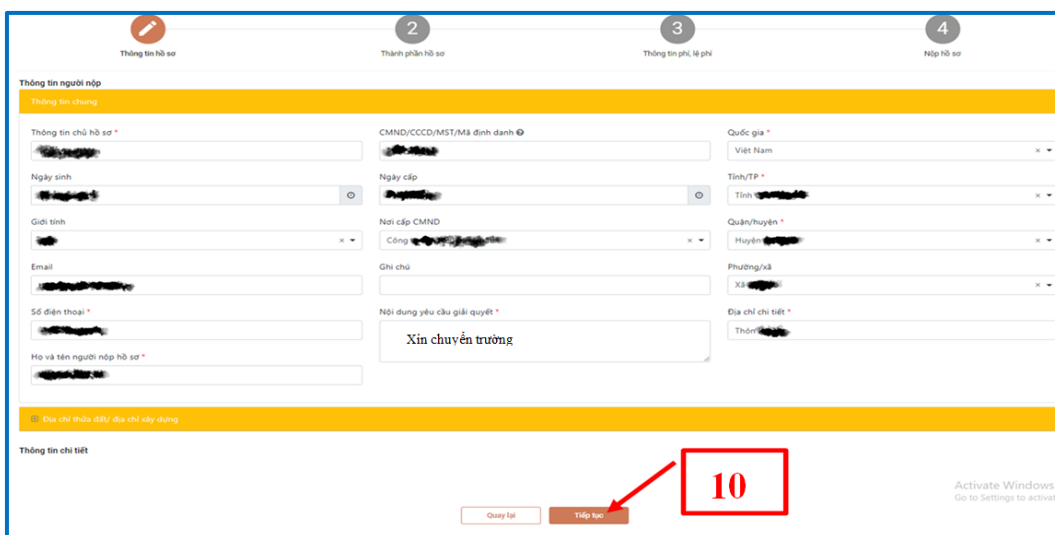 2
3
4
Thông tin hồ sơ
Thành phần hồ sơ
Thông tin phí, lệ phí
Nộp hồ sơ
Thông tin người nộp
Thông tin chung
Thông tin chủ hồ sơ *
CMND/CCCD/MST/Mã định danh
Quốc gia *
Việt Nam
Ngày sinh
Ngày cấp
Tỉnh/TP *
Tỉnh
Giới tính
Nơi cấp CMND
Quận/huyện *
Công
Huyện
Email
Ghi chú
Phường/xã
Xã
Số điện thoại *
Nội dung yêu cầu giải quyết *
Địa chỉ chi tiết *
Xin chuyển trường
Thôn
Họ và tên người nộp hồ sơ *
Địa chỉ thửa đất/ địa chỉ xây dựng
Thông tin chi tiết
10
Quay lại
Tiếp tục
Activate Windows
Go to Settings to activat